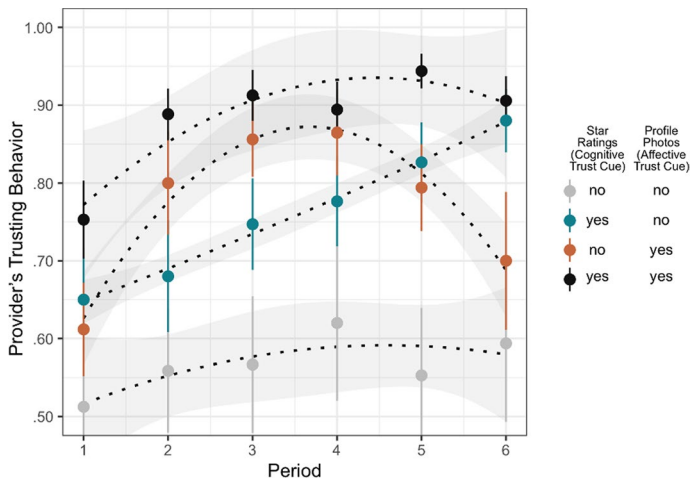 1.00
.90
.80
.70
.60
.50
1 2 3 4 5 6
Provider's Trusting Behavior
Period
Star Profile
Ratings Photos
(Cognitive (Affective
Trust Cue) Trust Cue)
no no
yes no
no yes
yes yes